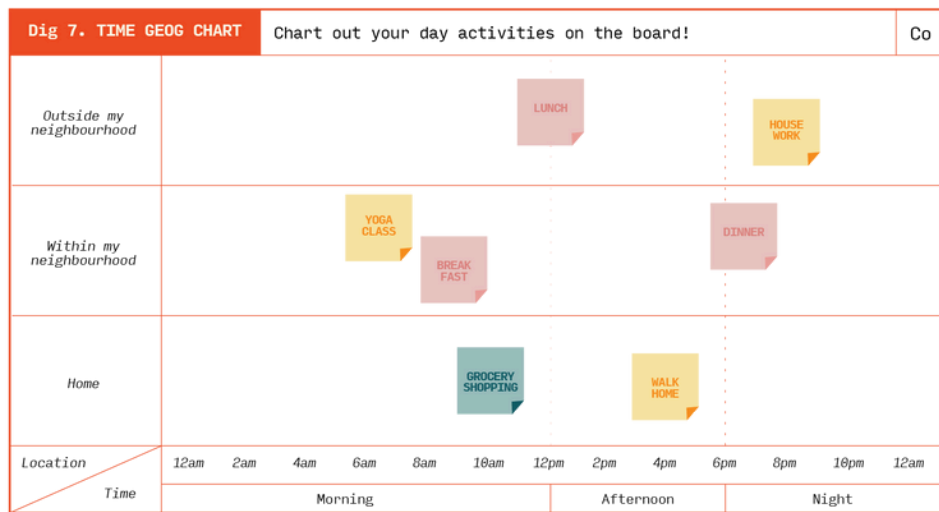 Dig 7. TIME GEOG CHART
Chart out your day activities on the board!
Co
Outside my
neighbourhood
LUNCH
HOUSE
WORK
Within my
neighbourhood
YOGA
CLASS
BREAK
FAST
DINNER
Home
GROCERY
SHOPPING
WALK
HOME
Location
Time
12am 2am 4am 6am 8am 10am 12pm 2pm 4pm 6pm 8pm 10pm 12am
Morning Afternoon Night